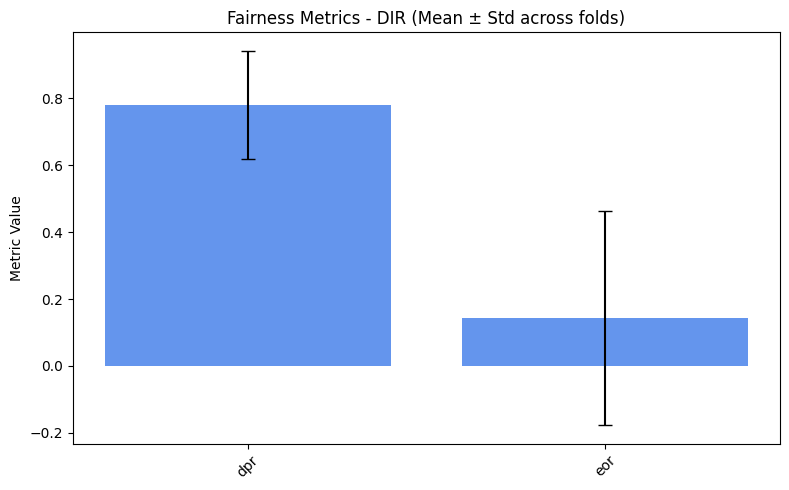 Fairness Metrics - DIR (Mean ± Std across folds)
Metric Value
0.8
0.6
0.4
0.2
0.0
−0.2
dpr
eor